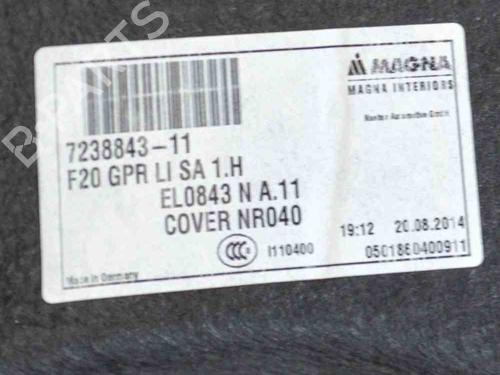 MAGNA
MAGNA INTERIORS
7238843-11
F20 GPR LI SA 1.H
EL0843 N A.11
COVER NR040
19:12 20.08.2014
I110400
0501860400911
Made in Germany